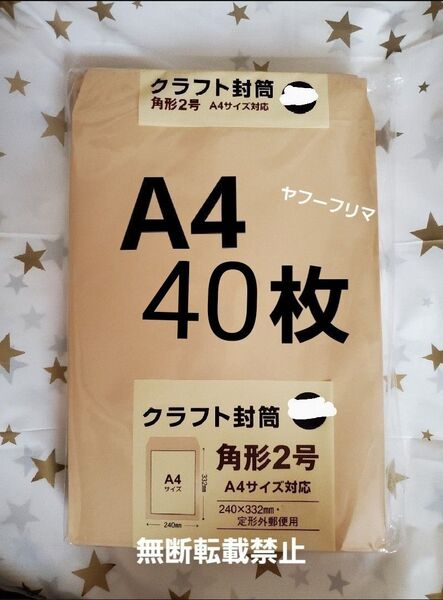 クラフト封筒
角形2号 A4サイズ対応
ヤフーフリマ
A4
40枚
クラフト封筒
角形2号
A4サイズ対応
240×332㎜・
定形外郵便用
A4
サイズ
332㎜
240㎜
無断転載禁止